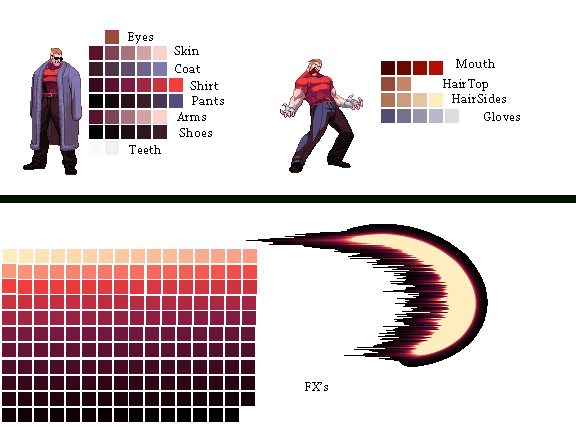 Eyes
Skin
Coat
Shirt
Pants
Arms
Shoes
Teeth
Mouth
HairTop
HairSides
Gloves
FX's